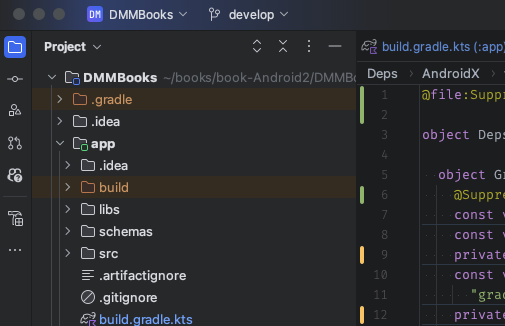 DM DMMBooks develop
Project
DMMBooks ~/books/book-Android2/DMMBo
.gradle
.idea
app
.idea
build
libs
schemas
src
.artifactignore
.gitignore
build.gradle.kts
build.gradle.kts (:app)
Deps > AndroidX >
1 @file:Suppr
2
3 object Deps
4
5 object Gr
6 @Suppre
7 const v
8 const v
9 private
10 const v
11 "grad
12 private